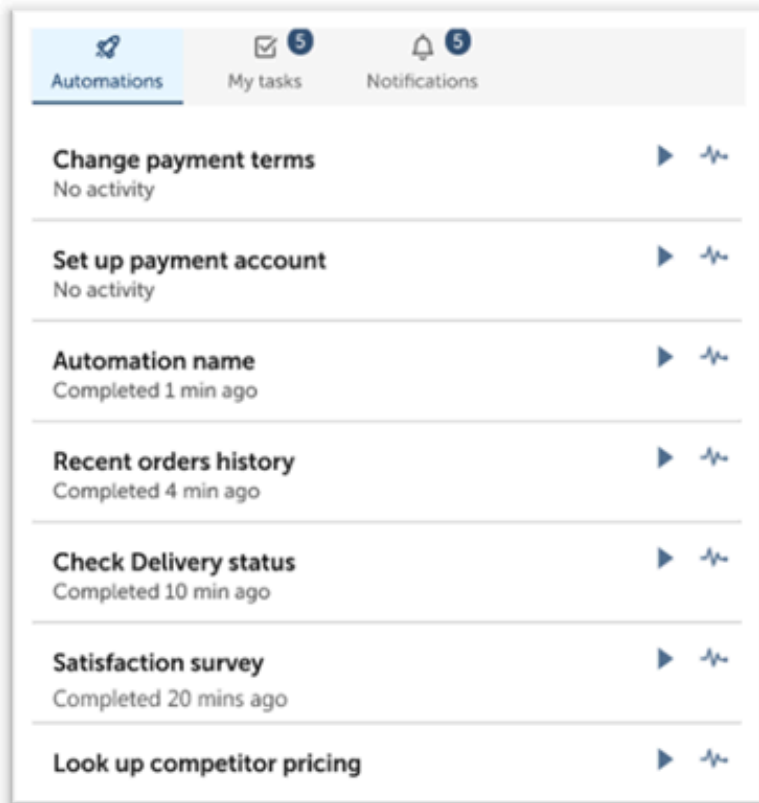 5 5
Automations My tasks Notifications
Change payment terms
No activity
Set up payment account
No activity
Automation name
Completed 1 min ago
Recent orders history
Completed 4 min ago
Check Delivery status
Completed 10 min ago
Satisfaction survey
Completed 20 mins ago
Look up competitor pricing